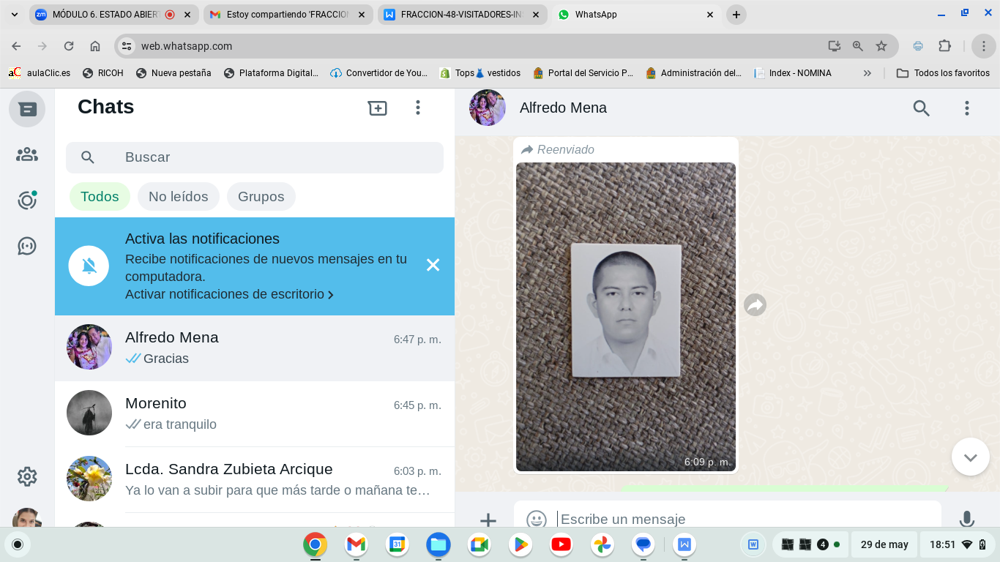 MÓDULO 6. ESTADO ABIERT
Estoy compartiendo 'FRACCION
FRACCION-48-VISITADORES-IN
WhatsApp
web.whatsapp.com
aulaClic.es
RICOH
Nueva pestaña
Plataforma Digital...
Convertidor de You...
Tops👗 vestidos
Portal del Servicio P...
Administración del...
Index - NOMINA
Todos los favoritos
Chats
Buscar
Todos
No leídos
Grupos
Activa las notificaciones
Recibe notificaciones de nuevos mensajes en tu
computadora.
Activar notificaciones de escritorio
Alfredo Mena
6:47 p. m.
Gracias
Morenito
6:45 p. m.
era tranquilo
Lcda. Sandra Zubieta Arcique
6:03 p. m.
Ya lo van a subir para que más tarde o mañana te...
Alfredo Mena
Reenviado
6:09 p. m.
Escribe un mensaje
4
29 de may
18:51